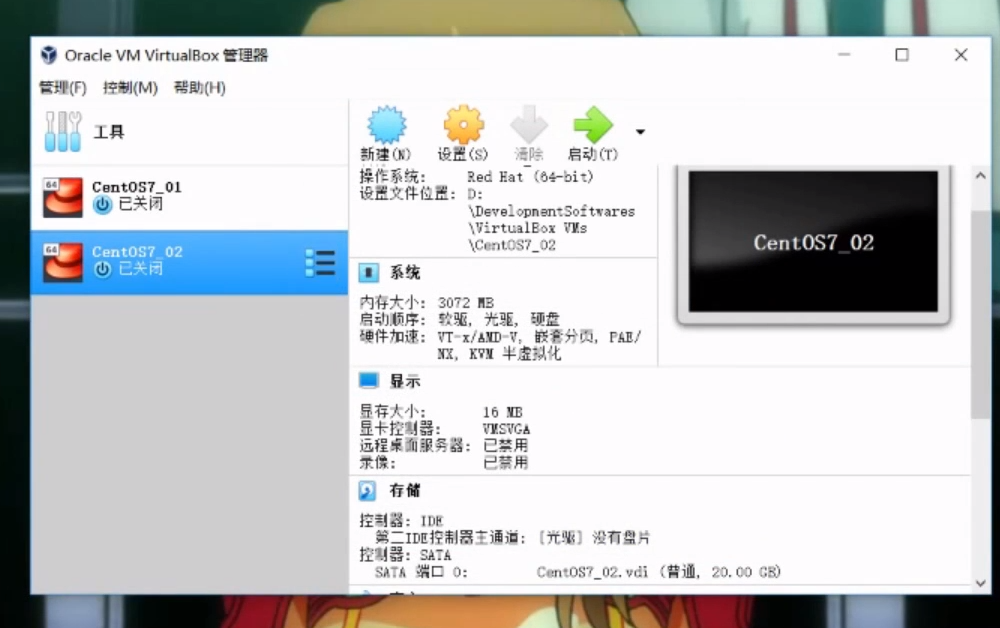 Oracle VM VirtualBox 管理器
管理(F) 控制(M) 帮助(H)
工具
新建(N) 设置(S) 清除 启动(T)
64
CentOS7_01
已关闭
64
CentOS7_02
已关闭
操作系统: Red Hat (64-bit)
设置文件位置: D:
\DevelopmentSoftwares
\VirtualBox VMs
\CentOS7_02
CentOS7_02
系统
内存大小: 3072 MB
启动顺序: 软驱, 光驱, 硬盘
硬件加速: VT-x/AMD-V, 嵌套分页, PAE/
NX, KVM 半虚拟化
显示
显存大小: 16 MB
显卡控制器: VMSVGA
远程桌面服务器: 已禁用
录像: 已禁用
存储
控制器: IDE
第二IDE控制器主通道: [光驱] 没有盘片
控制器: SATA
SATA 端口 0: CentOS7_02.vdi (普通, 20.00 GB)